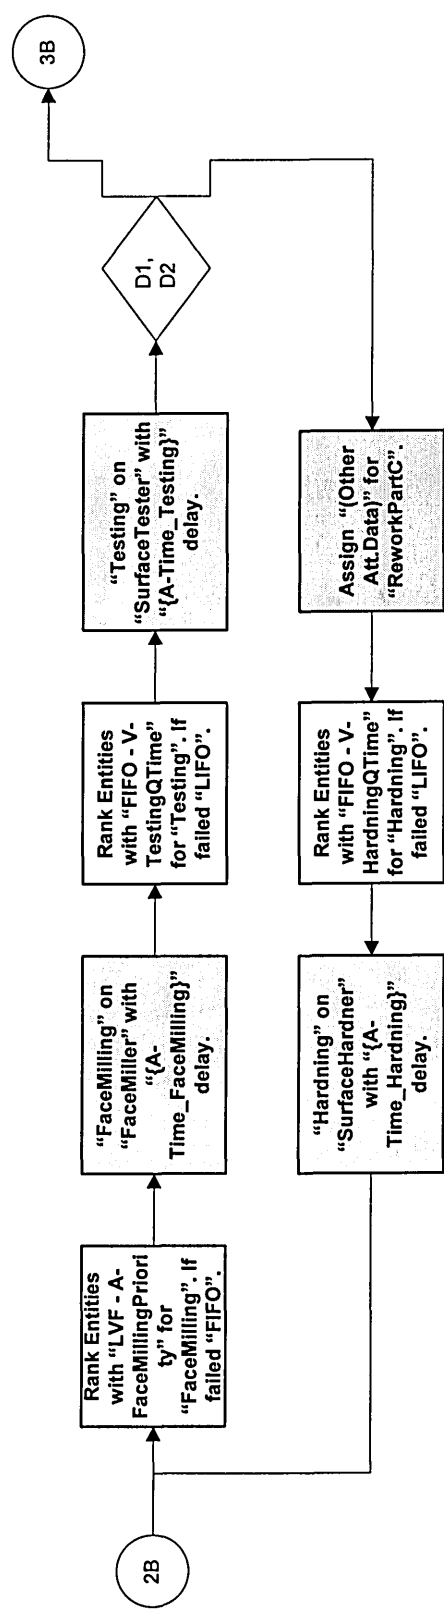 2B
Rank Entities
with “LVF - A-
FaceMillingPriori
ty” for
“FaceMilling”. If
failed “FIFO”.
“FaceMilling” on
“FaceMiller” with
“{A-
Time_FaceMilling}”
delay.
Rank Entities
with “FIFO - V-
TestingQTime”
for “Testing”. If
failed “LIFO”.
“Testing” on
“SurfaceTester” with
“{A-Time_Testing}”
delay.
D1,
D2
3B
Assign “(Other
Att.Data)” for
“ReworkPartC”.
Rank Entities
with “FIFO - V-
HardningQTime”
for “Hardning”. If
failed “LIFO”.
“Hardning” on
“SurfaceHardner”
with “{A-
Time_Hardning}”
delay.